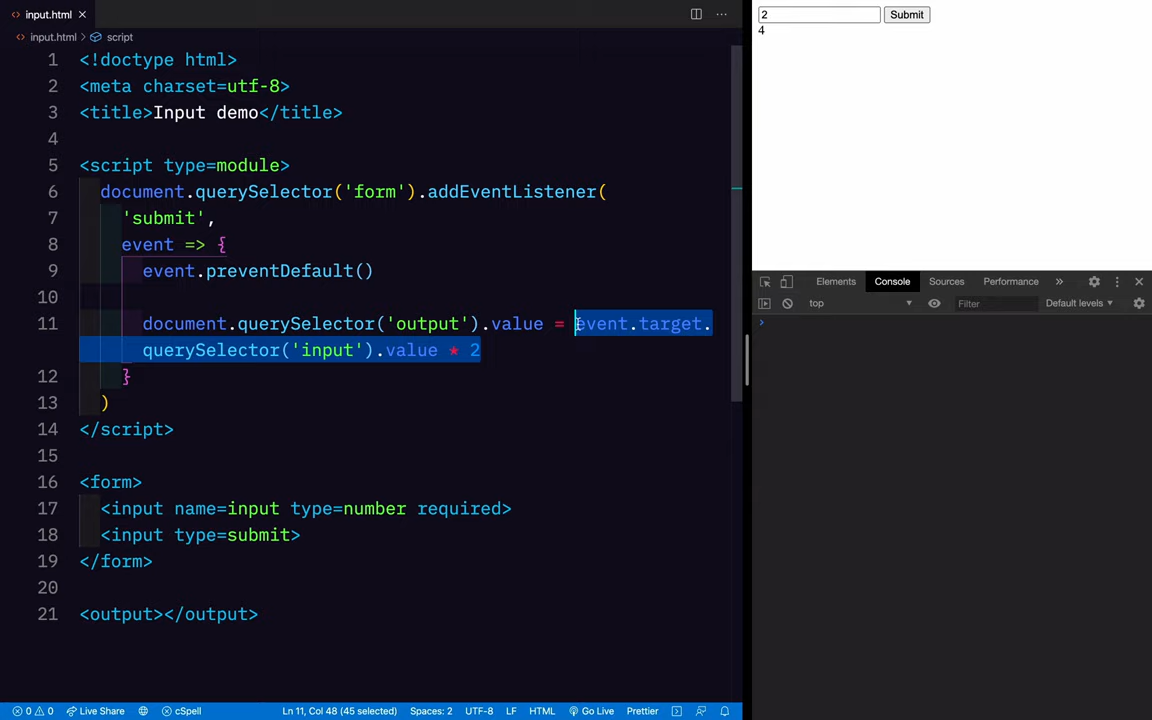 input.html
input.html script
1 <!doctype html>
2 <meta charset=utf-8>
3 <title>Input demo</title>
4
5 <script type=module>
6 document.querySelector('form').addEventListener(
7 'submit',
8 event => {
9 event.preventDefault()
10
11 document.querySelector('output').value = event.target.
querySelector('input').value * 2
12 }
13 )
14 </script>
15
16 <form>
17 <input name=input type=number required>
18 <input type=submit>
19 </form>
20
21 <output></output>
0 0 Live Share cSpell Ln 11, Col 48 (45 selected) Spaces: 2 UTF-8 LF HTML Go Live Prettier
2 Submit
4
Elements Console Sources Performance »
top Filter Default levels